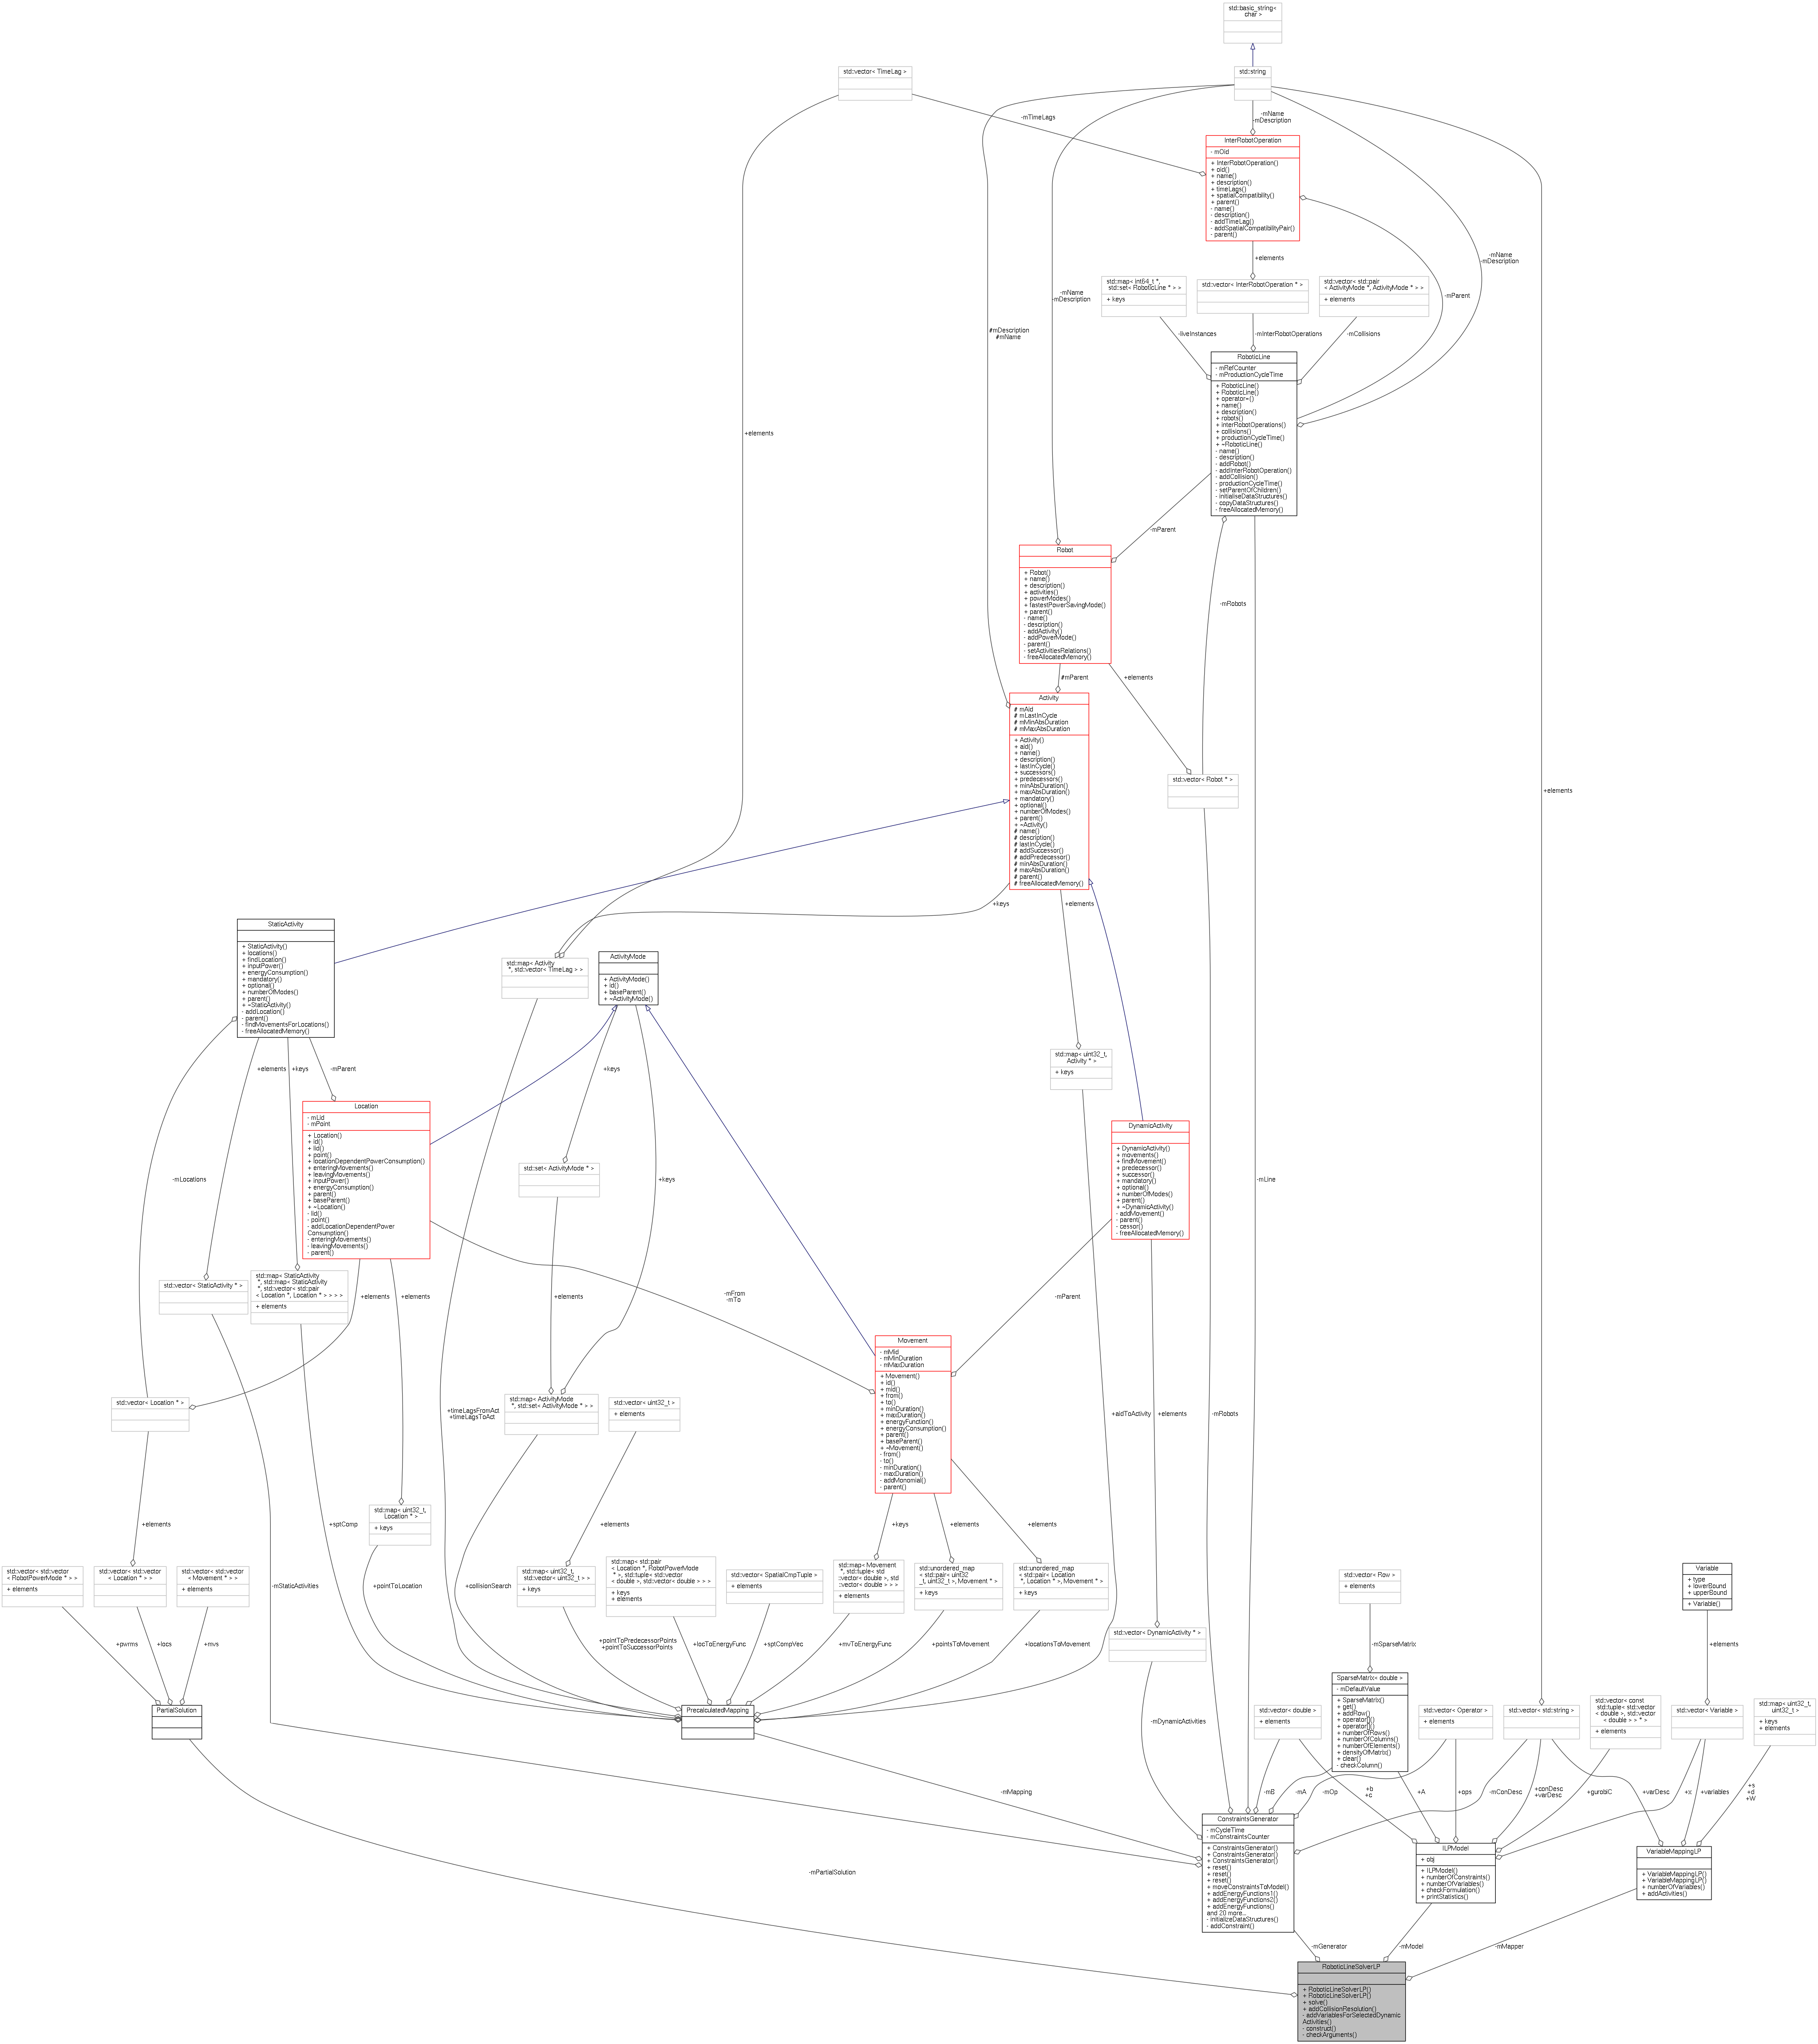 std::basic_string<
char >
std::vector< TimeLag >
std::string
-mTimeLags
-mName
-mDescription
InterRobotOperation
- mOid
+ InterRobotOperation()
+ oid()
+ name()
+ description()
+ timeLags()
+ spatialCompatibility()
+ parent()
- name()
- description()
- addTimeLag()
- addSpatialCompatibilityPair()
- parent()
-mName
-mDescription
-mParent
+elements
std::map< int64_t *,
std::set< RoboticLine * > >
+ keys
std::vector< InterRobotOperation * >
std::vector< std::pair
< ActivityMode *, ActivityMode * > >
+ elements
-mName
-mDescription
#mDescription
#mName
-liveInstances
-mInterRobotOperations
-mCollisions
RoboticLine
- mRefCounter
- mProductionCycleTime
+ RoboticLine()
+ RoboticLine()
+ operator=()
+ name()
+ description()
+ robots()
+ interRobotOperations()
+ collisions()
+ productionCycleTime()
+ ~RoboticLine()
- name()
- description()
- addRobot()
- addInterRobotOperation()
- addCollision()
- productionCycleTime()
- setParentOfChildren()
- initialiseDataStructures()
- copyDataStructures()
- freeAllocatedMemory()
+elements
-mParent
Robot
+ Robot()
+ name()
+ description()
+ activities()
+ powerModes()
+ fastestPowerSavingMode()
+ parent()
- name()
- description()
- addActivity()
- addPowerMode()
- parent()
- setActivitiesRelations()
- freeAllocatedMemory()
-mRobots
#mParent
+elements
Activity
# mAid
# mLastInCycle
# mMinAbsDuration
# mMaxAbsDuration
+ Activity()
+ aid()
+ name()
+ description()
+ lastInCycle()
+ successors()
+ predecessors()
+ minAbsDuration()
+ maxAbsDuration()
+ mandatory()
+ optional()
+ numberOfModes()
+ parent()
+ ~Activity()
# name()
# description()
# lastInCycle()
# addSuccessor()
# addPredecessor()
# minAbsDuration()
# maxAbsDuration()
# parent()
# freeAllocatedMemory()
std::vector< Robot * >
+elements
+keys
+elements
StaticActivity
+ StaticActivity()
+ locations()
+ findLocation()
+ inputPower()
+ energyConsumption()
+ mandatory()
+ optional()
+ numberOfModes()
+ parent()
+ ~StaticActivity()
- addLocation()
- parent()
- findMovementsForLocations()
- freeAllocatedMemory()
std::map< Activity
*, std::vector< TimeLag > >
ActivityMode
+ ActivityMode()
+ id()
+ baseParent()
+ ~ActivityMode()
+elements
+keys
-mParent
+keys
std::map< uint32_t,
Activity * >
+ keys
Location
- mLid
- mPoint
+ Location()
+ id()
+ lid()
+ point()
+ locationDependentPowerConsumption()
+ enteringMovements()
+ leavingMovements()
+ inputPower()
+ energyConsumption()
+ parent()
+ baseParent()
+ ~Location()
- lid()
- point()
- addLocationDependentPower
Consumption()
- enteringMovements()
- leavingMovements()
- parent()
DynamicActivity
+ DynamicActivity()
+ movements()
+ findMovement()
+ predecessor()
+ successor()
+ mandatory()
+ optional()
+ numberOfModes()
+ parent()
+ ~DynamicActivity()
- addMovement()
- parent()
- cessor()
- freeAllocatedMemory()
-mLocations
std::set< ActivityMode * >
+keys
-mLine
std::vector< StaticActivity * >
std::map< StaticActivity
*, std::map< StaticActivity
*, std::vector< std::pair
< Location *, Location * > > > >
+ elements
+elements
+elements
+elements
-mFrom
-mTo
-mParent
Movement
- mMid
- mMinDuration
- mMaxDuration
+ Movement()
+ id()
+ mid()
+ from()
+ to()
+ minDuration()
+ maxDuration()
+ energyFunction()
+ energyConsumption()
+ parent()
+ baseParent()
+ ~Movement()
- from()
- to()
- minDuration()
- maxDuration()
- addMonomial()
- parent()
std::vector< Location * >
+timeLagsFromAct
+timeLagsToAct
std::map< ActivityMode
*, std::set< ActivityMode * > >
std::vector< uint32_t >
+ elements
+aidToActivity
+elements
-mRobots
+elements
+sptComp
std::map< uint32_t,
Location * >
+ keys
+elements
+keys
+elements
+elements
std::vector< std::vector
< RobotPowerMode * > >
+ elements
std::vector< std::vector
< Location * > >
std::vector< std::vector
< Movement * > >
+ elements
-mStaticActivities
+pointToLocation
+collisionSearch
std::map< uint32_t,
std::vector< uint32_t > >
+ keys
std::map< std::pair
< Location *, RobotPowerMode
* >, std::tuple< std::vector
< double >, std::vector< double > > >
+ keys
+ elements
std::vector< SpatialCmpTuple >
+ elements
std::map< Movement
*, std::tuple< std
::vector< double >, std
::vector< double > > >
+ elements
std::unordered_map
< std::pair< uint32
_t, uint32_t >, Movement * >
+ keys
std::unordered_map
< std::pair< Location
*, Location * >, Movement * >
+ keys
std::vector< Row >
+ elements
Variable
+ type
+ lowerBound
+ upperBound
+ Variable()
+pwrms
+locs
+mvs
+pointToPredecessorPoints
+pointToSuccessorPoints
+locToEnergyFunc
+sptCompVec
+mvToEnergyFunc
+pointsToMovement
+locationsToMovement
std::vector< DynamicActivity * >
-mSparseMatrix
+elements
PartialSolution
PrecalculatedMapping
-mDynamicActivities
std::vector< double >
+ elements
SparseMatrix< double >
- mDefaultValue
+ SparseMatrix()
+ get()
+ addRow()
+ operator[]()
+ operator[]()
+ numberOfRows()
+ numberOfColumns()
+ numberOfElements()
+ densityOfMatrix()
+ clear()
- checkColumn()
std::vector< Operator >
+ elements
std::vector< std::string >
std::vector< const
std::tuple< std::vector
< double >, std::vector
< double > > * >
+ elements
std::vector< Variable >
std::map< uint32_t,
uint32_t >
+ keys
+ elements
-mMapping
-mB
-mA
-mOp
+b
+c
+A
+ops
-mConDesc
+conDesc
+varDesc
+gurobiC
+varDesc
+x
+variables
+s
+d
+W
ConstraintsGenerator
- mCycleTime
- mConstraintsCounter
+ ConstraintsGenerator()
+ ConstraintsGenerator()
+ ConstraintsGenerator()
+ reset()
+ reset()
+ reset()
+ moveConstraintsToModel()
+ addEnergyFunctions1()
+ addEnergyFunctions2()
+ addEnergyFunctions()
and 20 more...
- initializeDataStructures()
- addConstraint()
ILPModel
+ obj
+ ILPModel()
+ numberOfConstraints()
+ numberOfVariables()
+ checkFormulation()
+ printStatistics()
VariableMappingLP
+ VariableMappingLP()
+ VariableMappingLP()
+ numberOfVariables()
+ addActivities()
-mPartialSolution
-mGenerator
-mModel
-mMapper
RoboticLineSolverLP
+ RoboticLineSolverLP()
+ RoboticLineSolverLP()
+ solve()
+ addCollisionResolution()
- addVariablesForSelectedDynamic
Activities()
- construct()
- checkArguments()